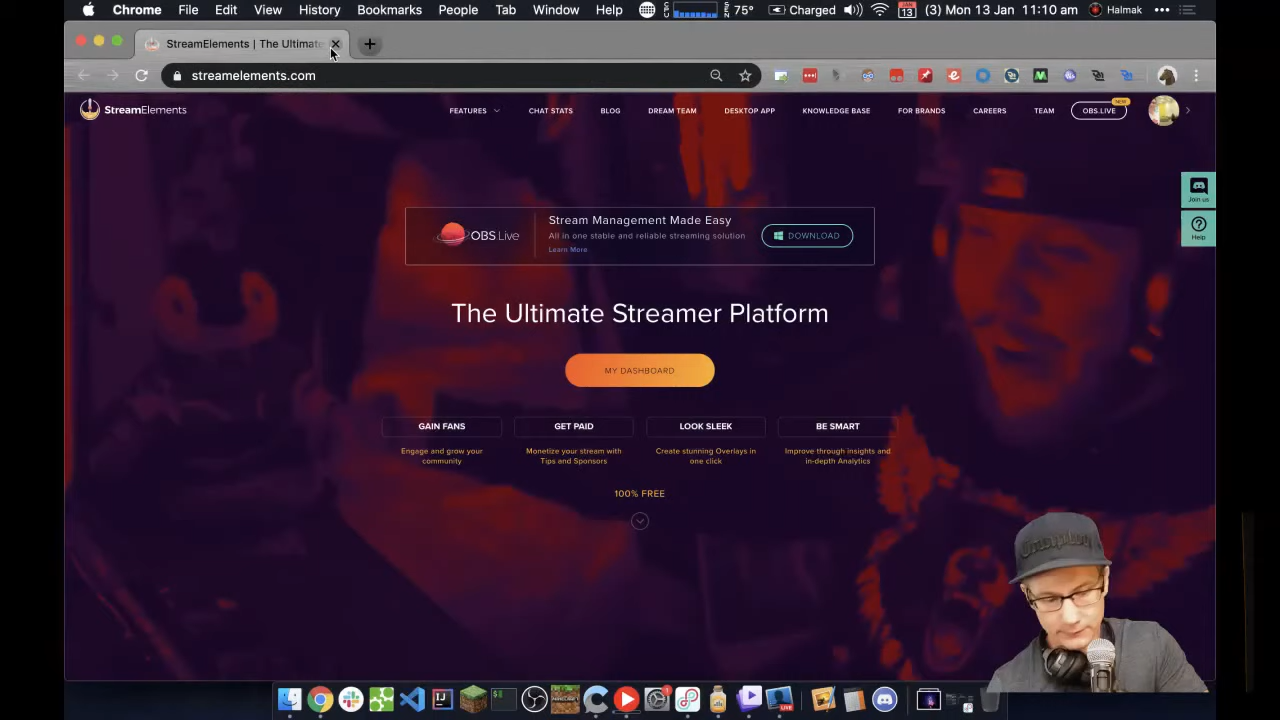 Chrome File Edit View History Bookmarks People Tab Window Help 75° Charged (3) Mon 13 Jan 11:10 am Halmak
StreamElements | The Ultimate
streamelements.com
StreamElements FEATURES CHAT STATS BLOG DREAM TEAM DESKTOP APP KNOWLEDGE BASE FOR BRANDS CAREERS TEAM OBS.LIVE NEW
Join us
Help
OBS Live
Stream Management Made Easy
All in one stable and reliable streaming solution
Learn More
DOWNLOAD
The Ultimate Streamer Platform
MY DASHBOARD
GAIN FANS GET PAID LOOK SLEEK BE SMART
Engage and grow your
community
Monetize your stream with
Tips and Sponsors
Create stunning Overlays in
one click
Improve through insights and
in-depth Analytics
100% FREE